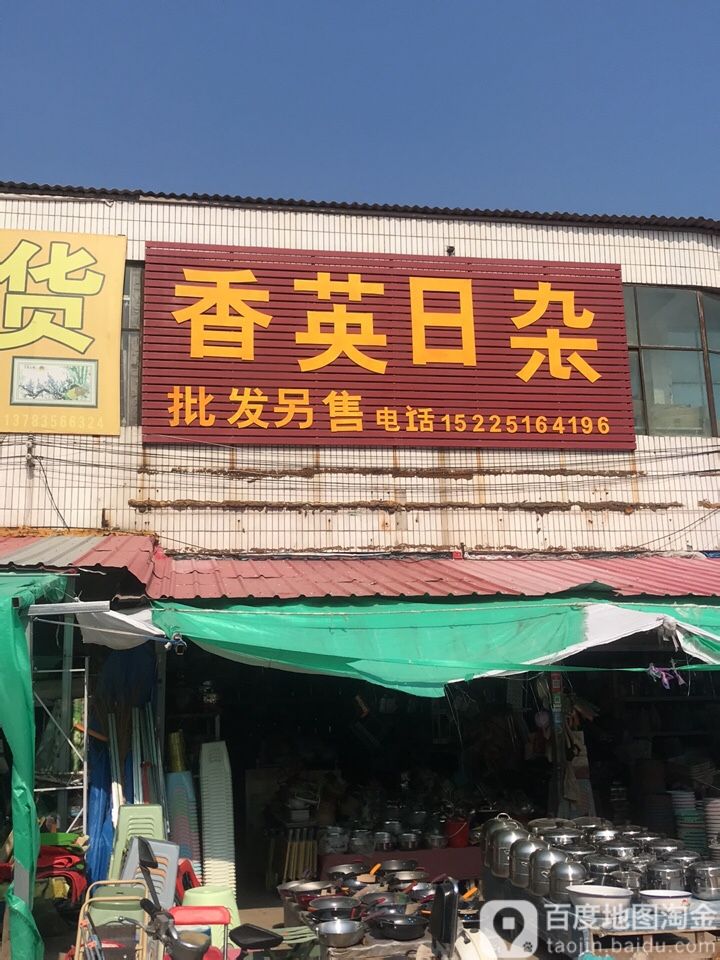 货
13783566324
香英日杂
批发另售电话15225164196
百度地图淘金
taojin.baidu.com